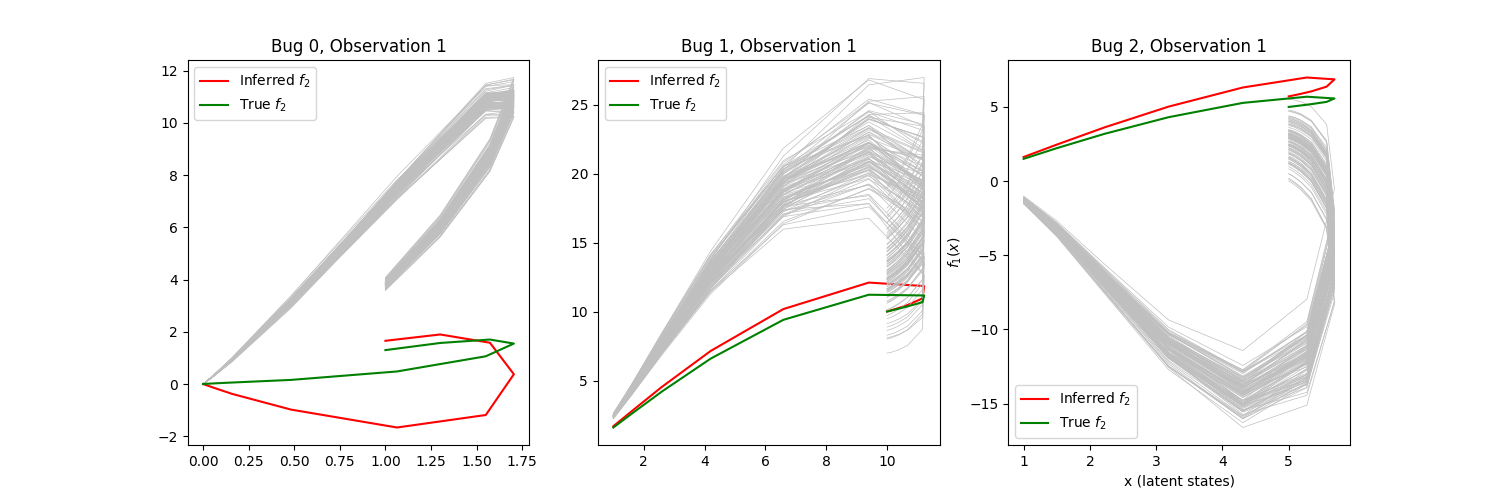 Bug 0, Observation 1
Inferred f₂
True f₂
12
10
8
6
4
2
0
−2
0.00 0.25 0.50 0.75 1.00 1.25 1.50 1.75
Bug 1, Observation 1
Inferred f₂
True f₂
25
20
15
10
5
2 4 6 8 10
Bug 2, Observation 1
f₁(x)
5
0
−5
−10
−15
Inferred f₂
True f₂
1 2 3 4 5
x (latent states)